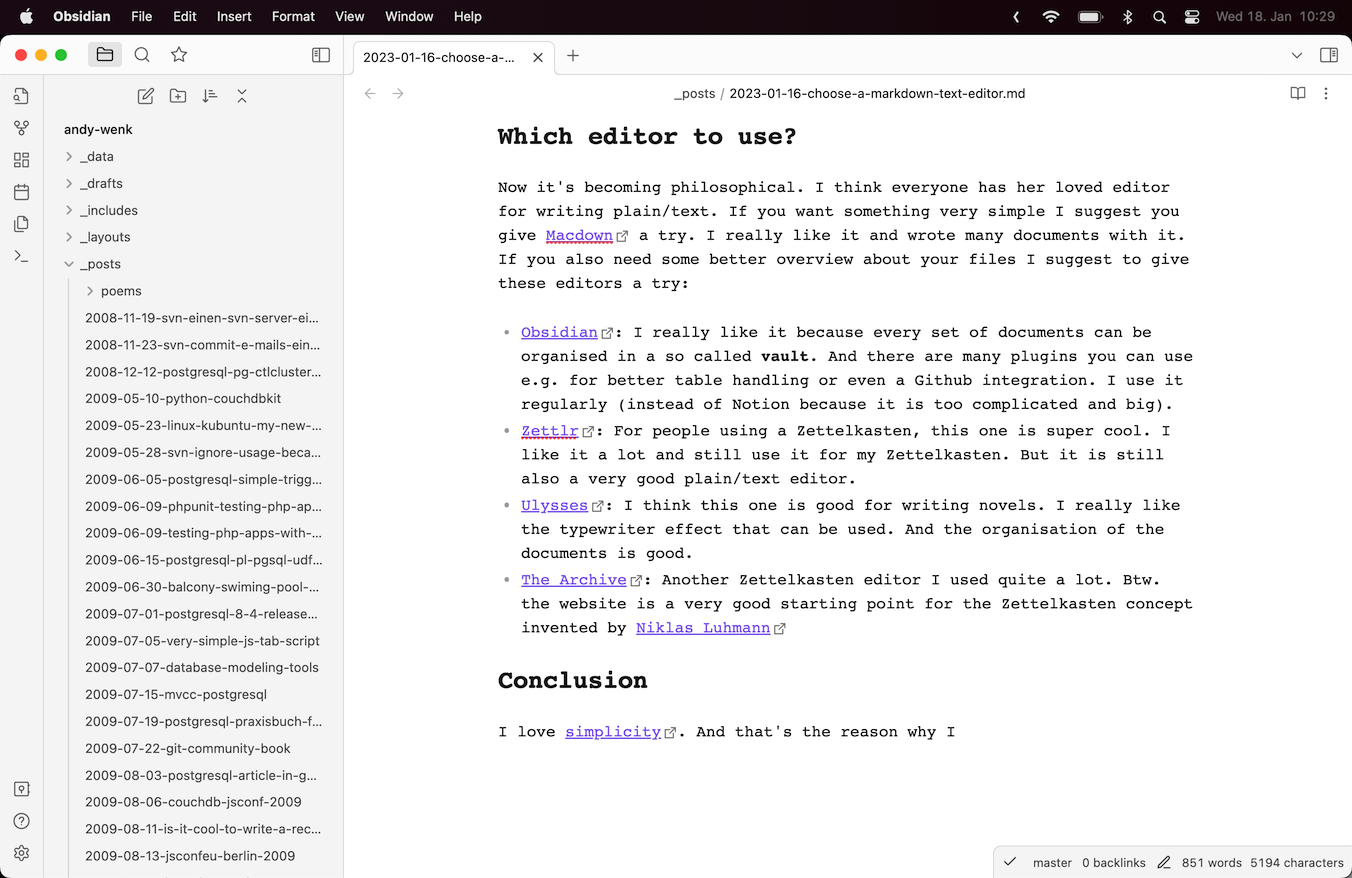 Obsidian File Edit Insert Format View Window Help Wed 18. Jan 10:29
2023-01-16-choose-a-...
_posts / 2023-01-16-choose-a-markdown-text-editor.md
andy-wenk
_data
_drafts
_includes
_layouts
_posts
poems
2008-11-19-svn-einen-svn-server-ei...
2008-11-23-svn-commit-e-mails-ein...
2008-12-12-postgresql-pg-ctlcluster...
2009-05-10-python-couchdbkit
2009-05-23-linux-kubuntu-my-new-...
2009-05-28-svn-ignore-usage-beca...
2009-06-05-postgresql-simple-trigg...
2009-06-09-phpunit-testing-php-ap...
2009-06-09-testing-php-apps-with-...
2009-06-15-postgresql-pl-pgsql-udf...
2009-06-30-balcony-swiming-pool-...
2009-07-01-postgresql-8-4-release...
2009-07-05-very-simple-js-tab-script
2009-07-07-database-modeling-tools
2009-07-15-mvcc-postgresql
2009-07-19-postgresql-praxisbuch-f...
2009-07-22-git-community-book
2009-08-03-postgresql-article-in-g...
2009-08-06-couchdb-jsconf-2009
2009-08-11-is-it-cool-to-write-a-rec...
2009-08-13-jsconfeu-berlin-2009
Which editor to use?
Now it's becoming philosophical. I think everyone has her loved editor
for writing plain/text. If you want something very simple I suggest you
give Macdown a try. I really like it and wrote many documents with it.
If you also need some better overview about your files I suggest to give
these editors a try:
• Obsidian: I really like it because every set of documents can be
organised in a so called vault. And there are many plugins you can use
e.g. for better table handling or even a Github integration. I use it
regularly (instead of Notion because it is too complicated and big).
• Zettlr: For people using a Zettelkasten, this one is super cool. I
like it a lot and still use it for my Zettelkasten. But it is still
also a very good plain/text editor.
• Ulysses: I think this one is good for writing novels. I really like
the typewriter effect that can be used. And the organisation of the
documents is good.
• The Archive: Another Zettelkasten editor I used quite a lot. Btw.
the website is a very good starting point for the Zettelkasten concept
invented by Niklas Luhmann
Conclusion
I love simplicity. And that's the reason why I
master 0 backlinks 851 words 5194 characters